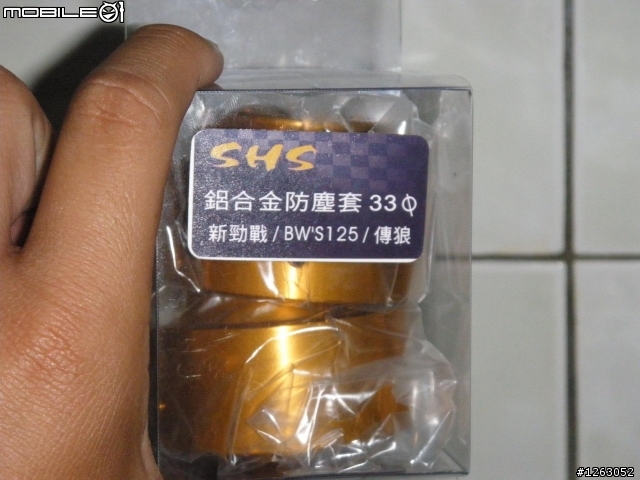 MOBILE01
SHS
鋁合金防塵套 33ϕ
新勁戰 / BW'S125 / 傳狼
#1263052